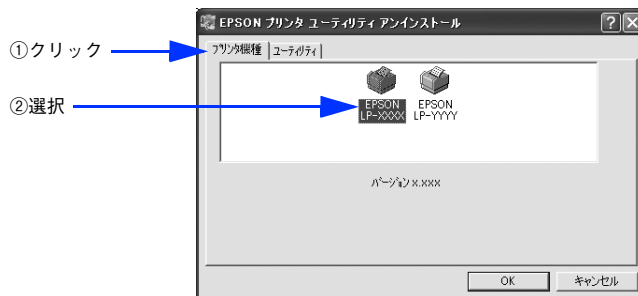 EPSON プリンタ ユーティリティ アンインストール
①クリック
プリンタ機種 ユーティリティ
②選択
EPSON LP-XXXX
EPSON LP-YYYY
バージョン x.xxx
OK キャンセル